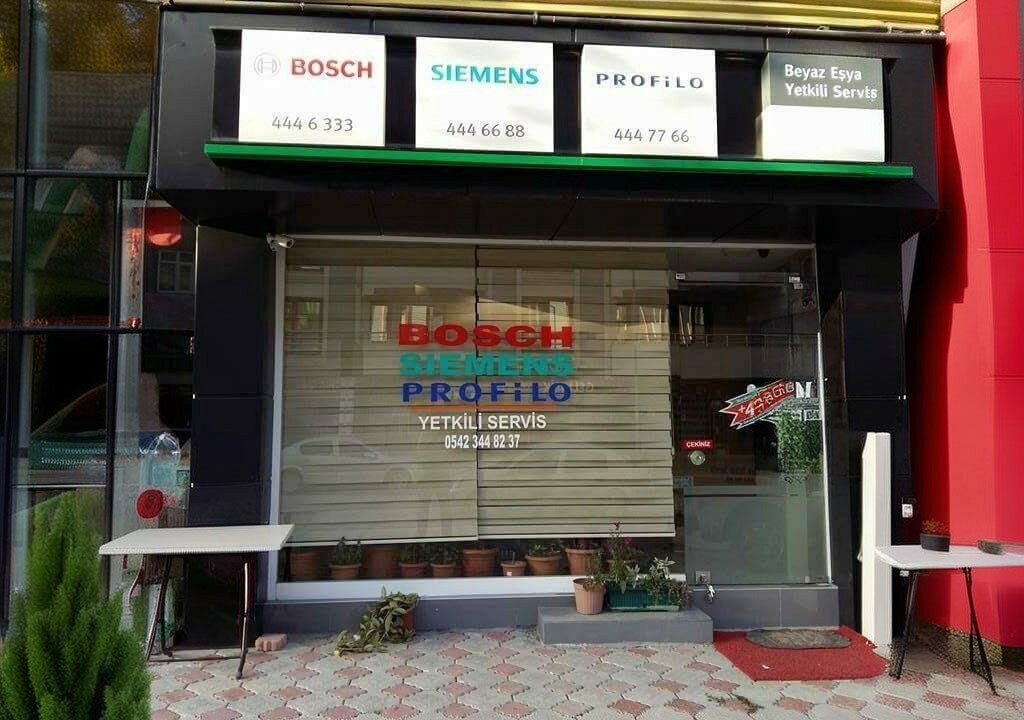 BOSCH
444 6 333
SIEMENS
444 66 88
PROFiLO
444 77 66
Beyaz Eşya
Yetkili Servis
BOSCH
SIEMENS
PROFiLO
YETKİLİ SERVİS
0542 344 82 37
ÇEKİNİZ